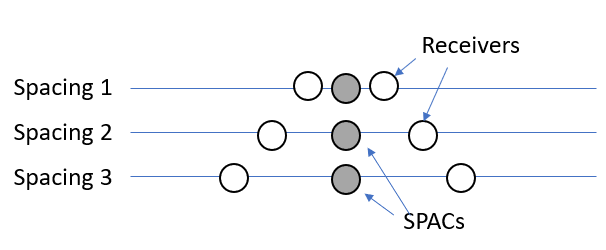 Receivers
Spacing 1
Spacing 2
Spacing 3
SPACs